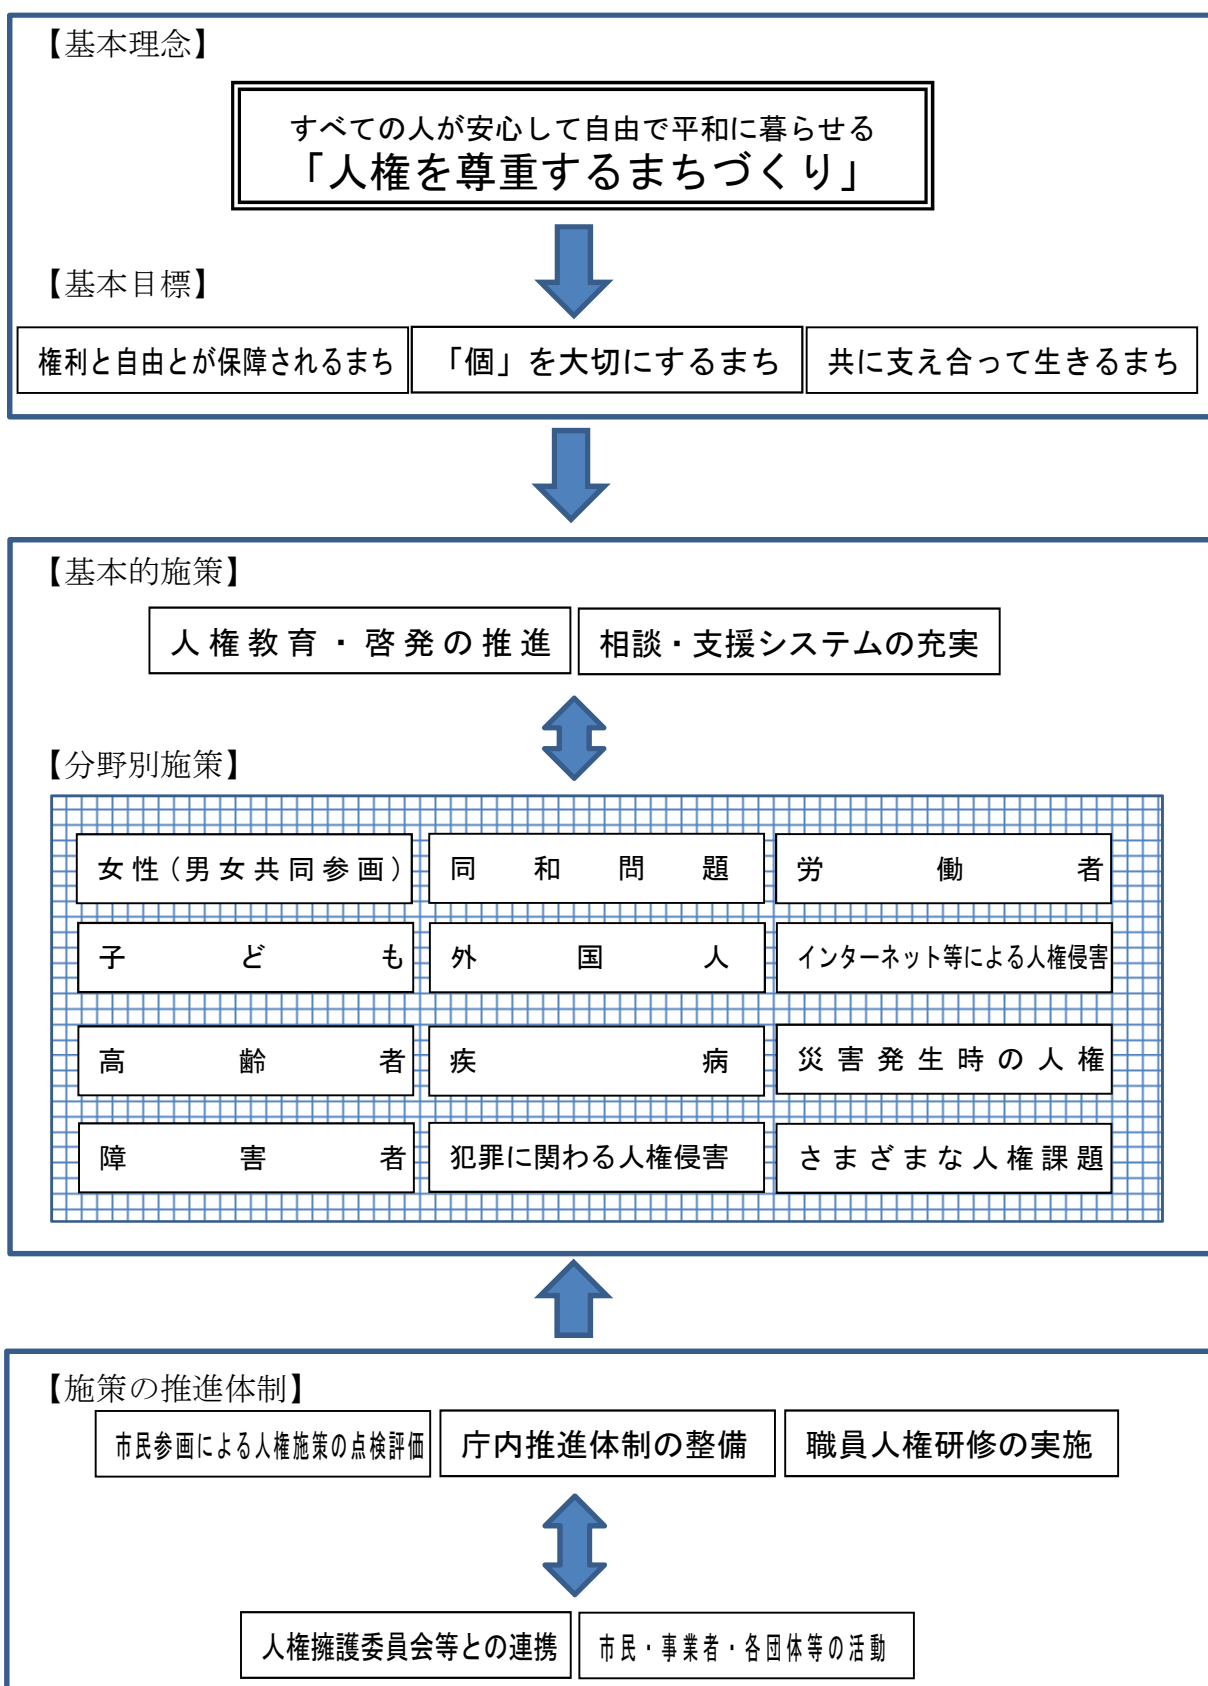 【基本理念】
すべての人が安心して自由で平和に暮らせる
「人権を尊重するまちづくり」
【基本目標】
権利と自由とが保障されるまち
「個」を大切にするまち
共に支え合って生きるまち
【基本的施策】
人権教育・啓発の推進
相談・支援システムの充実
【分野別施策】
女性(男女共同参画)
同和問題
労働者
子ども
外国人
インターネット等による人権侵害
高齢者
疾病
災害発生時の人権
障害者
犯罪に関わる人権侵害
さまざまな人権課題
【施策の推進体制】
市民参画による人権施策の点検評価
庁内推進体制の整備
職員人権研修の実施
人権擁護委員会等との連携
市民・事業者・各団体等の活動